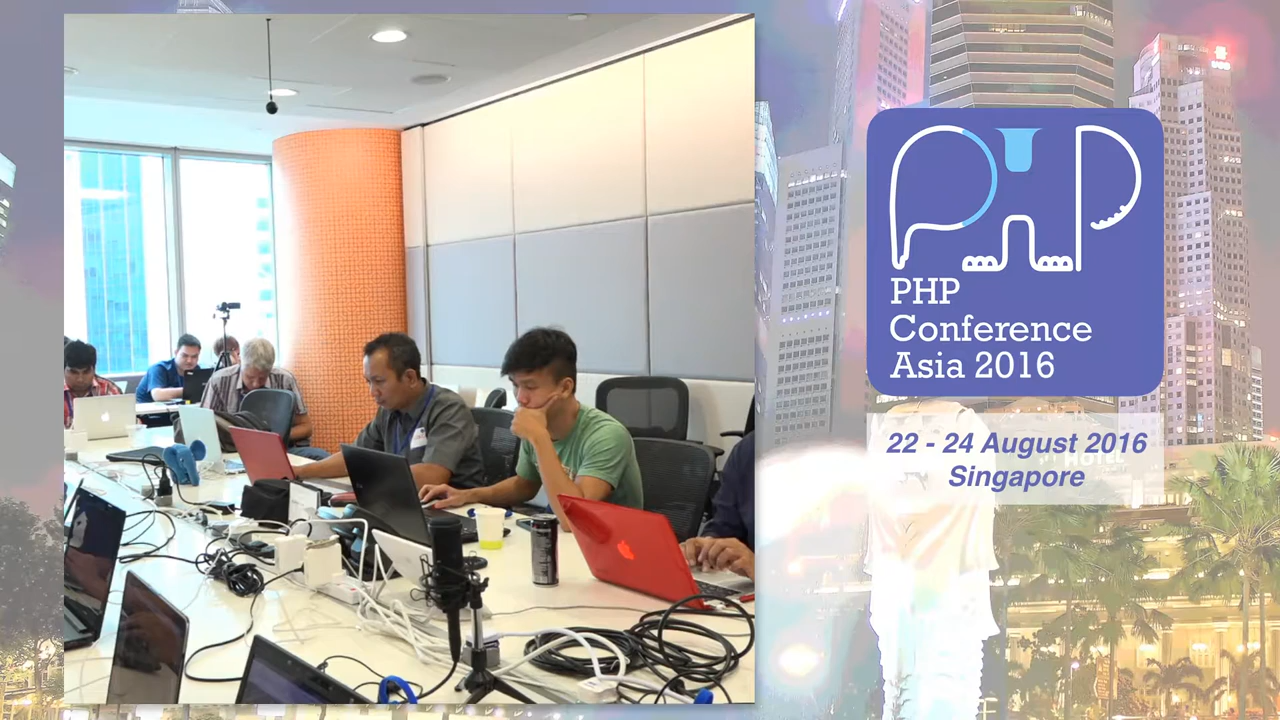 PHP
PHP
Conference
Asia 2016
22 - 24 August 2016
Singapore